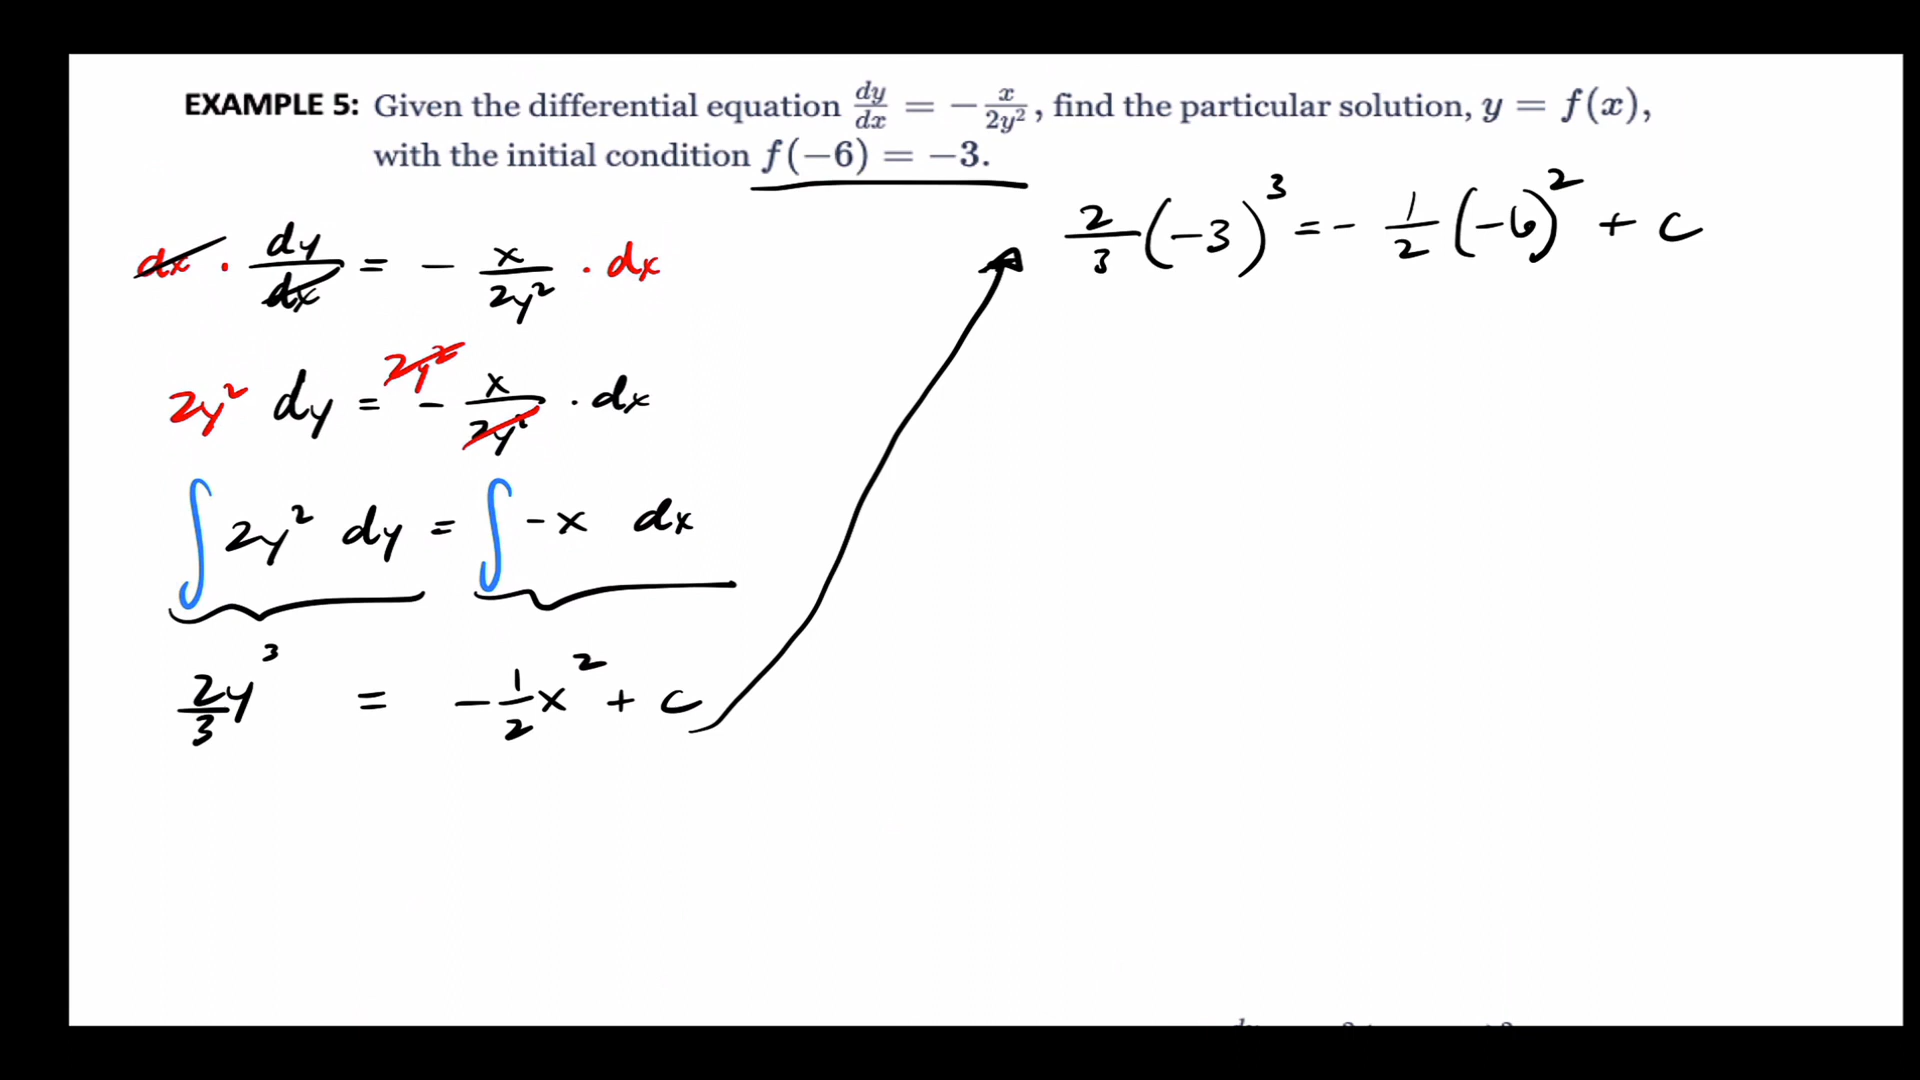 EXAMPLE 5: Given the differential equation dy/dx = −x/2y², find the particular solution, y = f(x),
with the initial condition f(−6) = −3.
dx · dy/dx = − x/2y² · dx
2y² dy = 2y² − x/2y² · dx
∫ 2y² dy = ∫ -x dx
2/3 y³ = −1/2 x² + c
2/3 (−3)³ = − 1/2 (−6)² + c